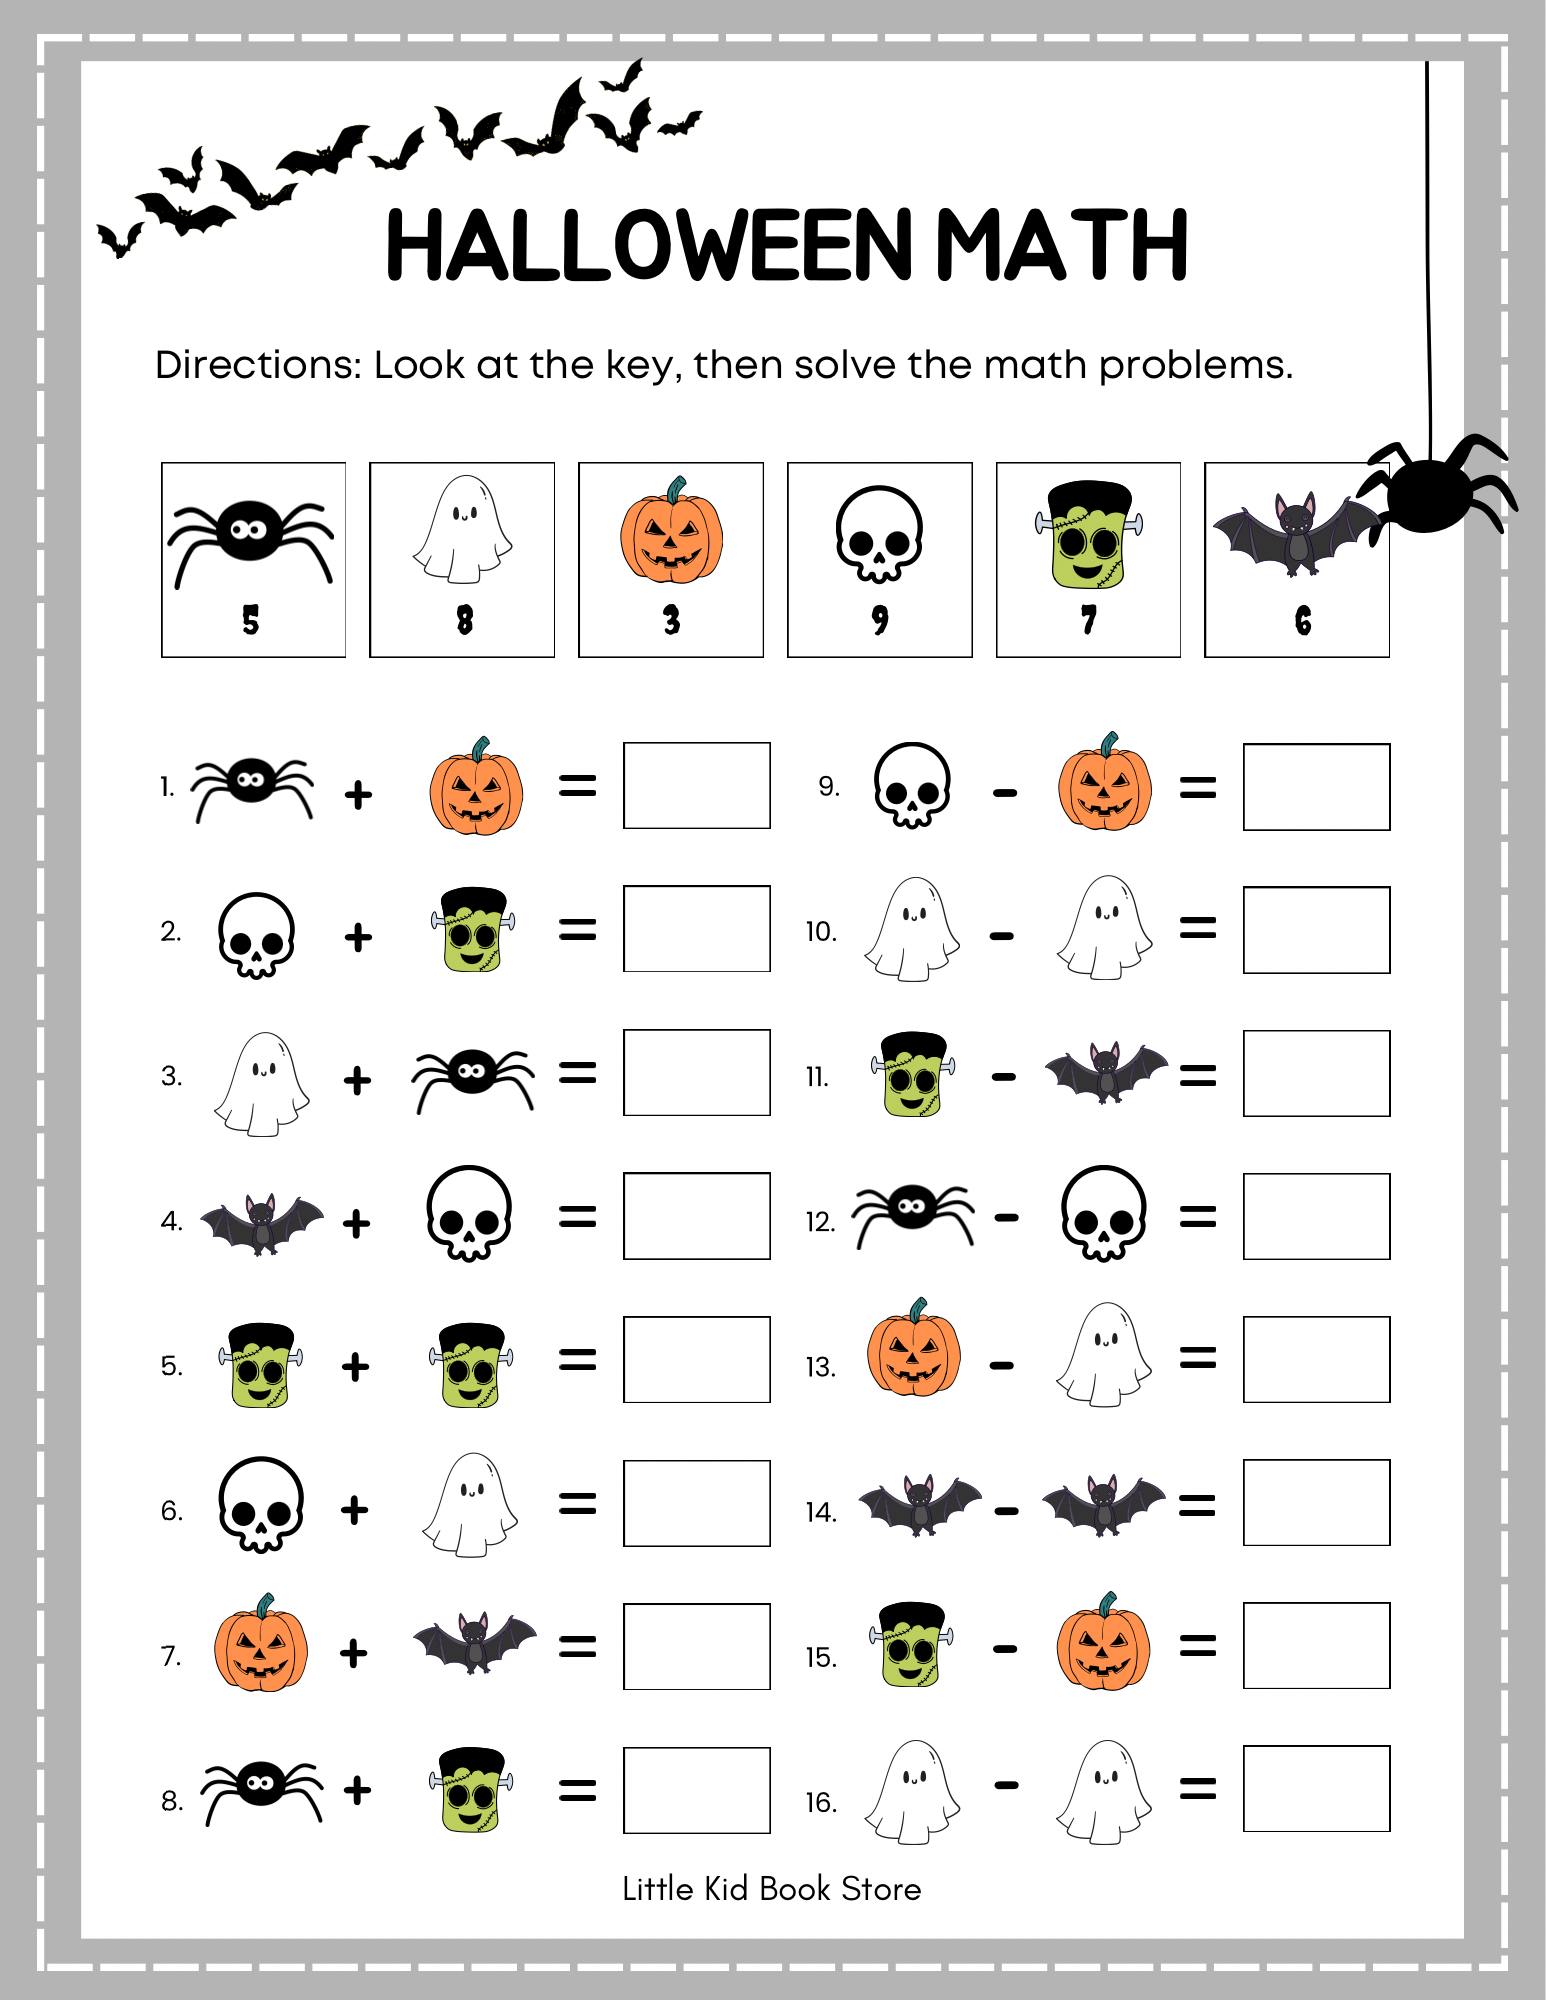 HALLOWEEN MATH
Directions: Look at the key, then solve the math problems.
5 8 3 9 7 6
1. + = 9. - =
2. + = 10. - =
3. + = 11. - =
4. + = 12. - =
5. + = 13. - =
6. + = 14. - =
7. + = 15. - =
8. + = 16. - =
Little Kid Book Store